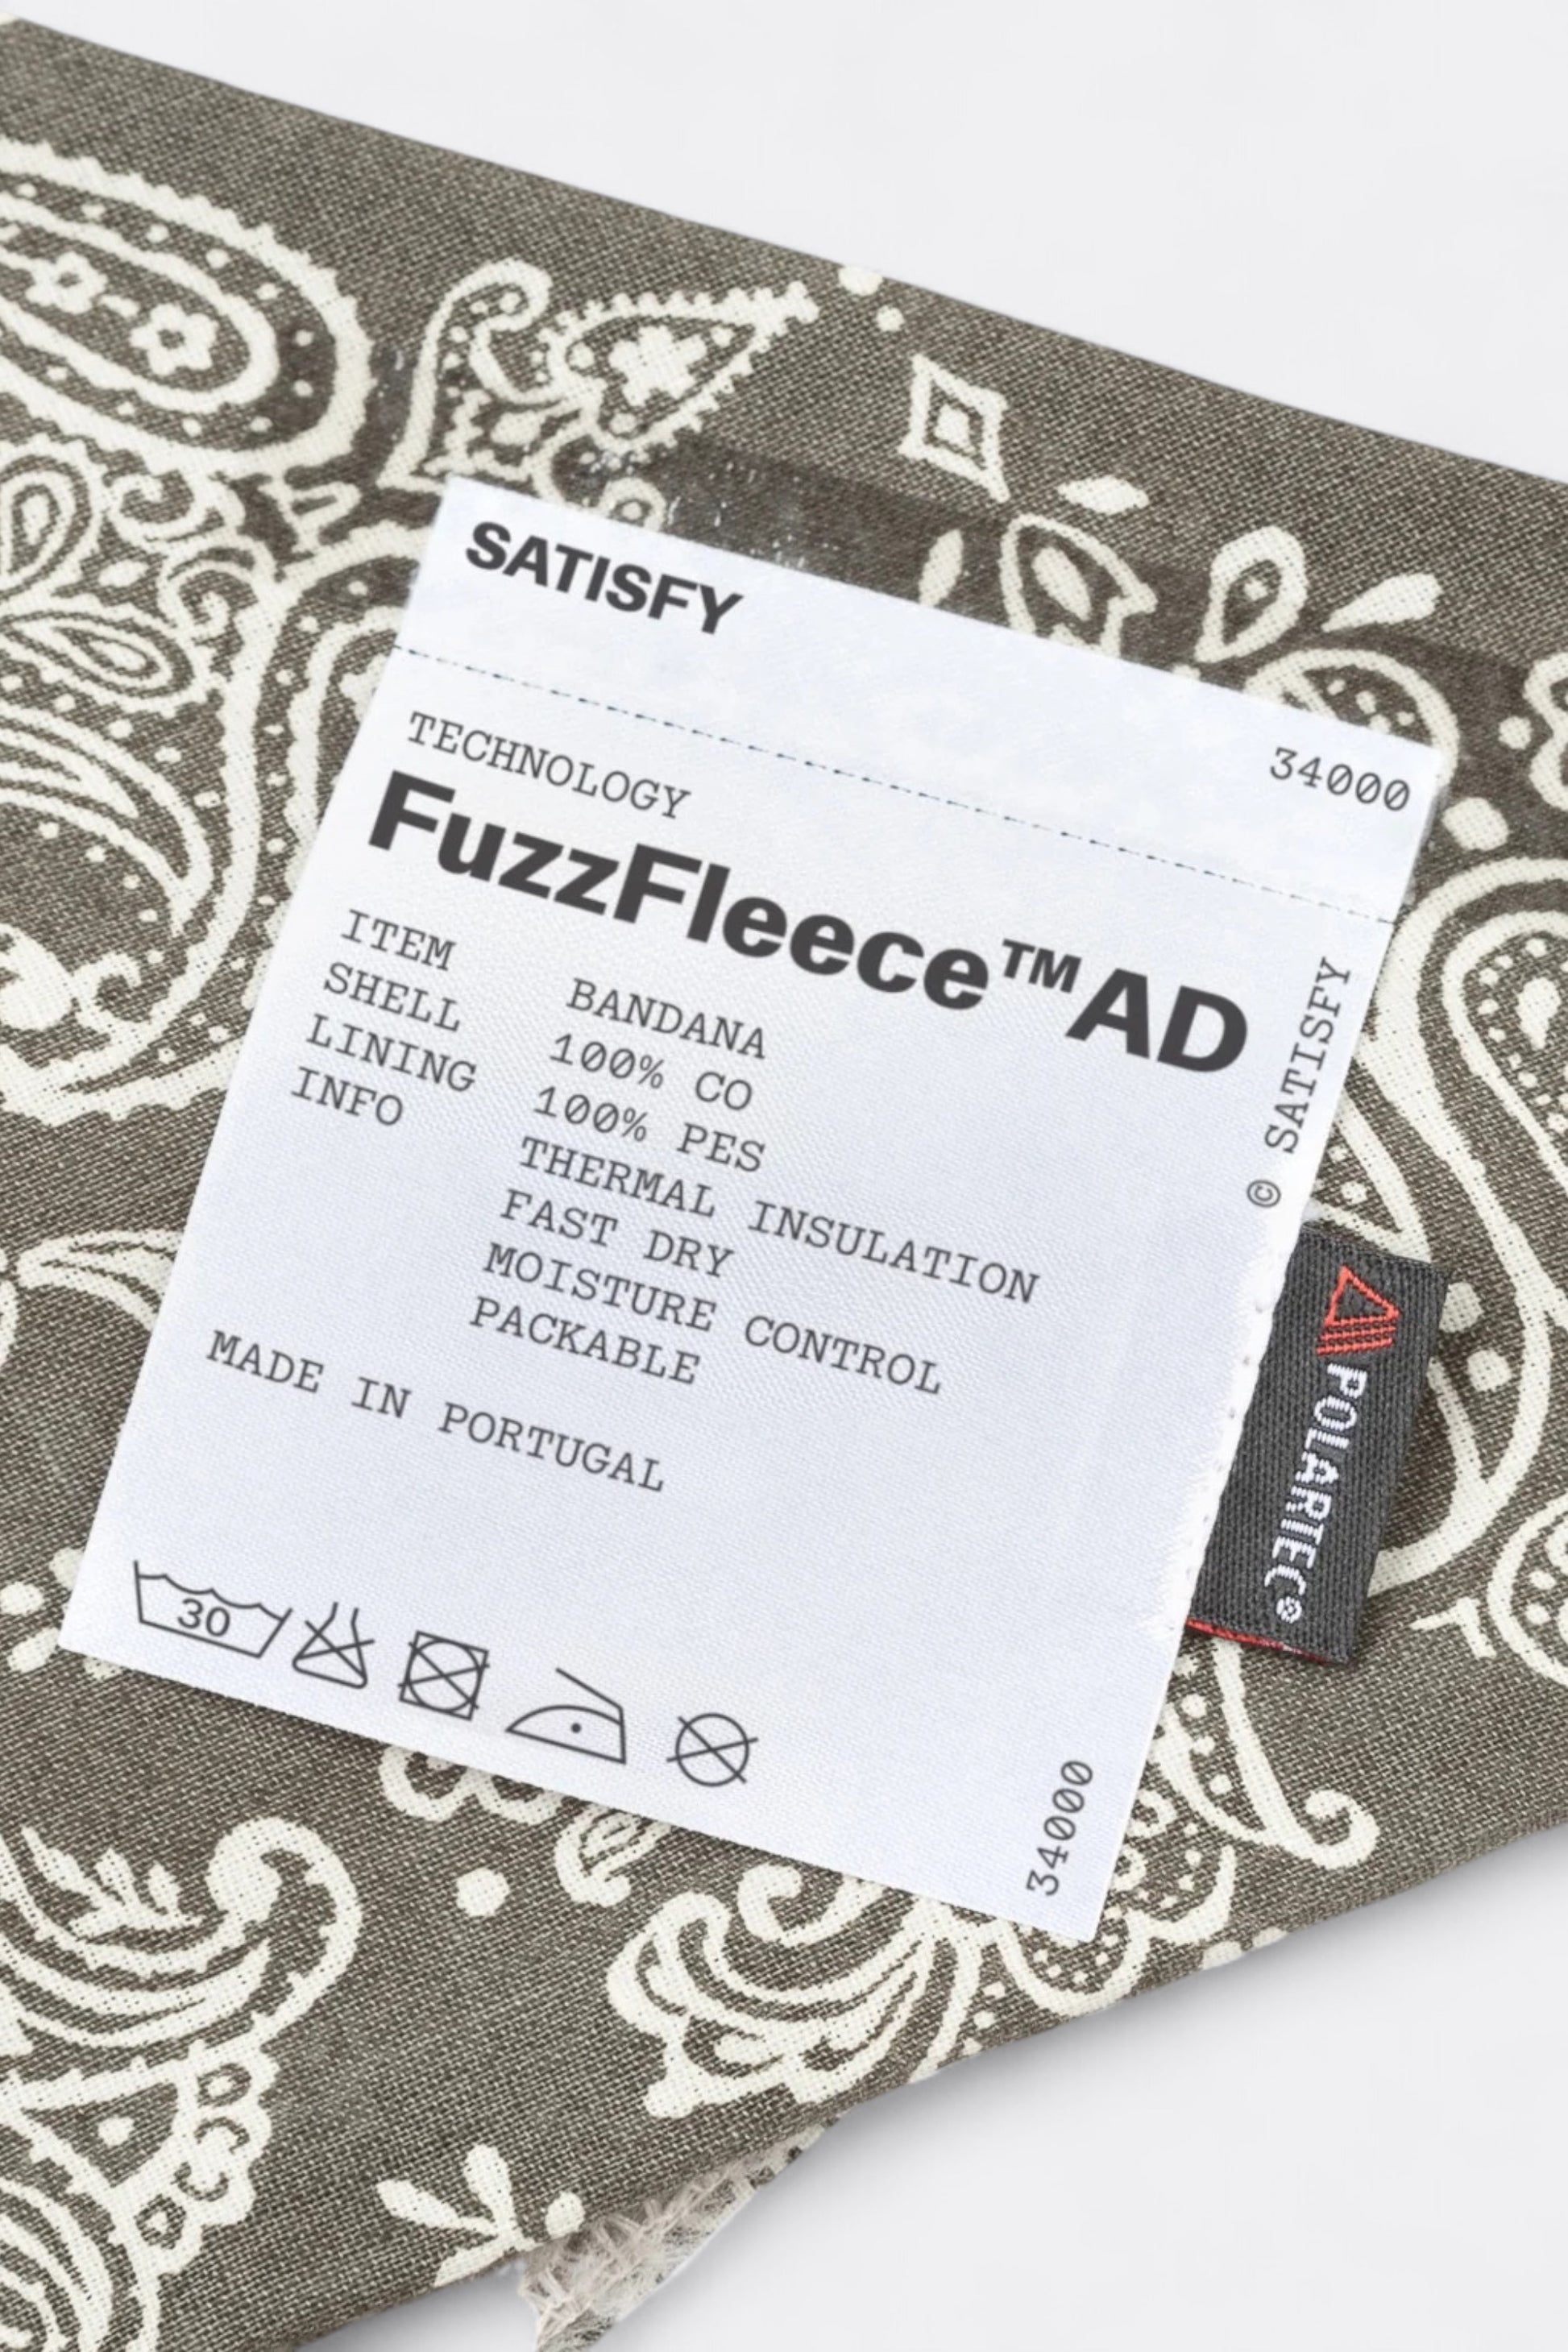 SATISFY
34000
TECHNOLOGY
FuzzFleece™AD
ITEM BANDANA
SHELL 100% CO
LINING 100% PES
INFO THERMAL INSULATION
FAST DRY
MOISTURE CONTROL
PACKABLE
MADE IN PORTUGAL
30
© SATISFY
34000
POLARTEC®